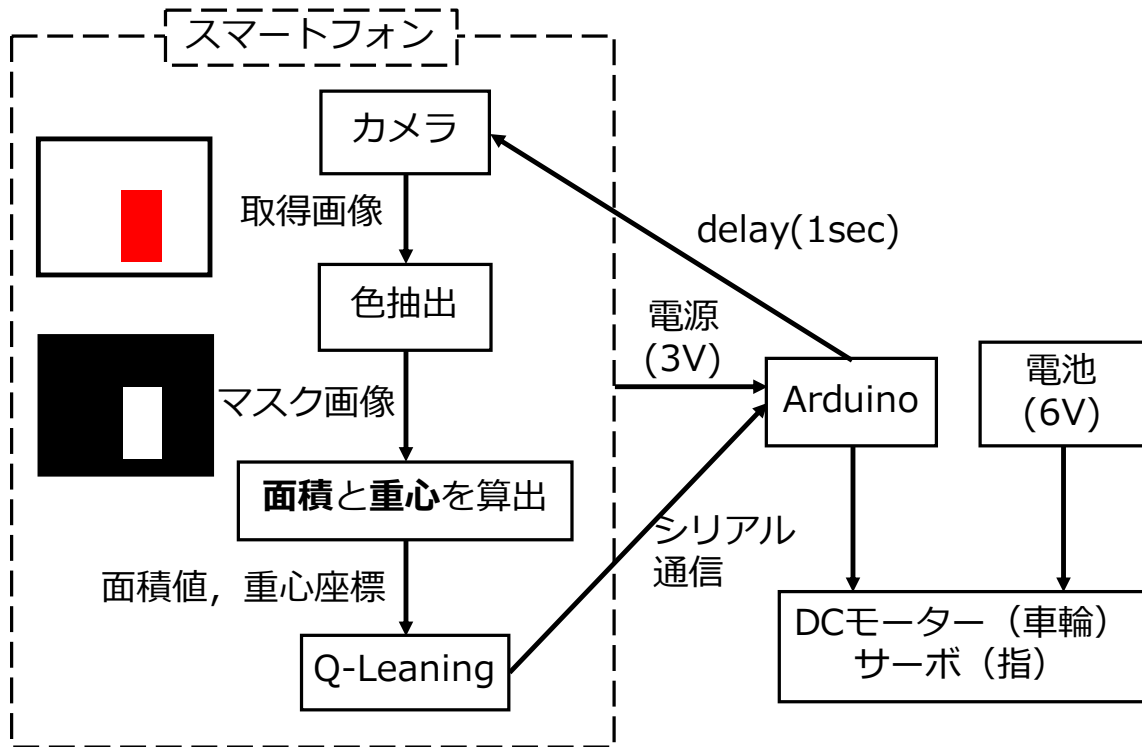 スマートフォン
カメラ
取得画像
delay(1sec)
色抽出
電源
(3V)
マスク画像
Arduino
電池
(6V)
面積と重心を算出
シリアル
通信
面積値，重心座標
Q-Leaning
DCモーター（車輪）
サーボ（指）